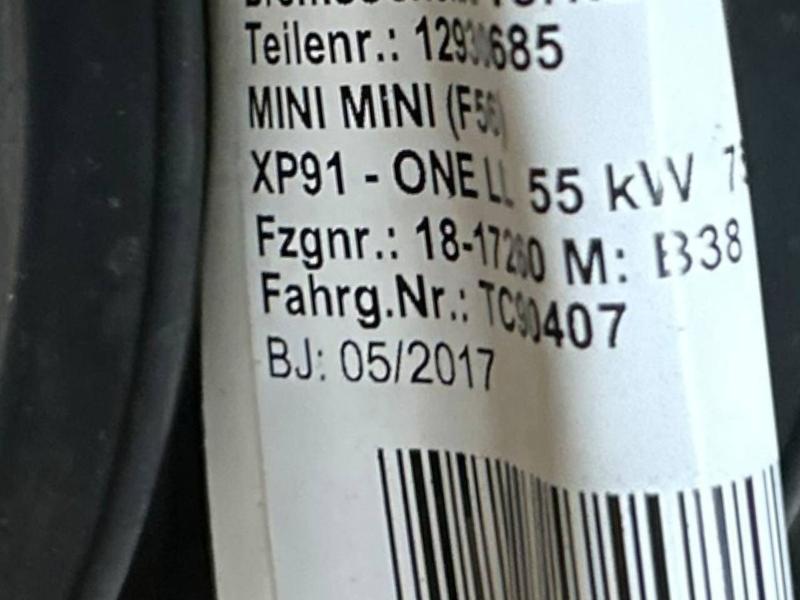 Teilenr.: 12930685
MINI MINI (F56)
XP91 - ONE LL 55 kW
Fzgnr.: 18-17260 M: B38
Fahrg.Nr.: TC90407
BJ: 05/2017